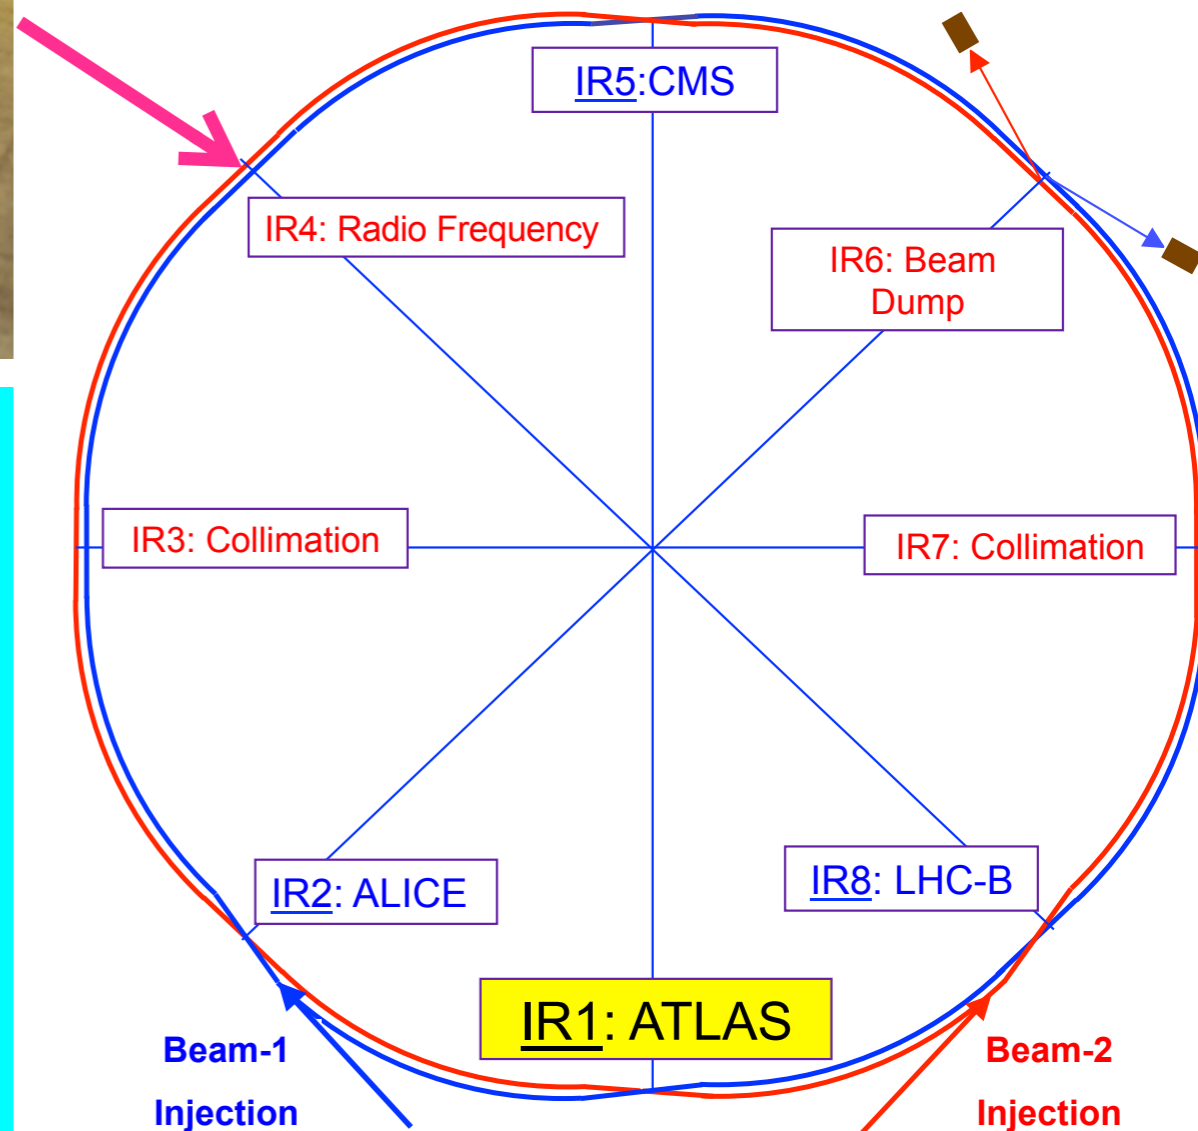 IR5:CMS
IR4: Radio Frequency
IR6: Beam
Dump
IR3: Collimation
IR7: Collimation
IR2: ALICE
IR8: LHC-B
IR1: ATLAS
Beam-1
Injection
Beam-2
Injection